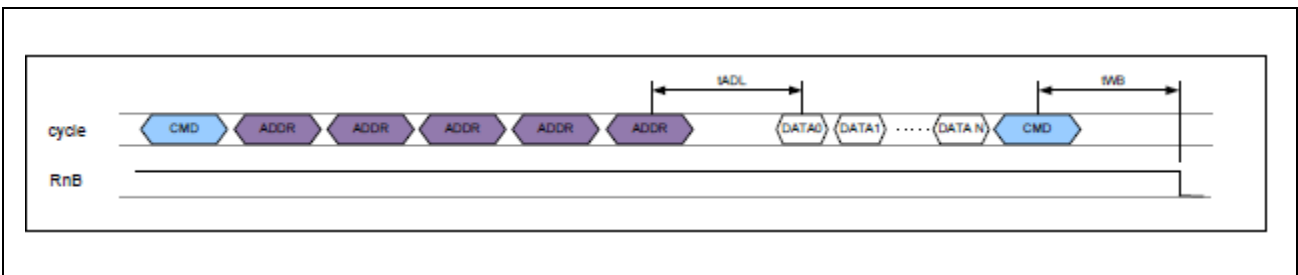 tADL tWB
cycle CMD ADDR ADDR ADDR ADDR ADDR DATA0 DATA1 ..... DATA N CMD
RnB